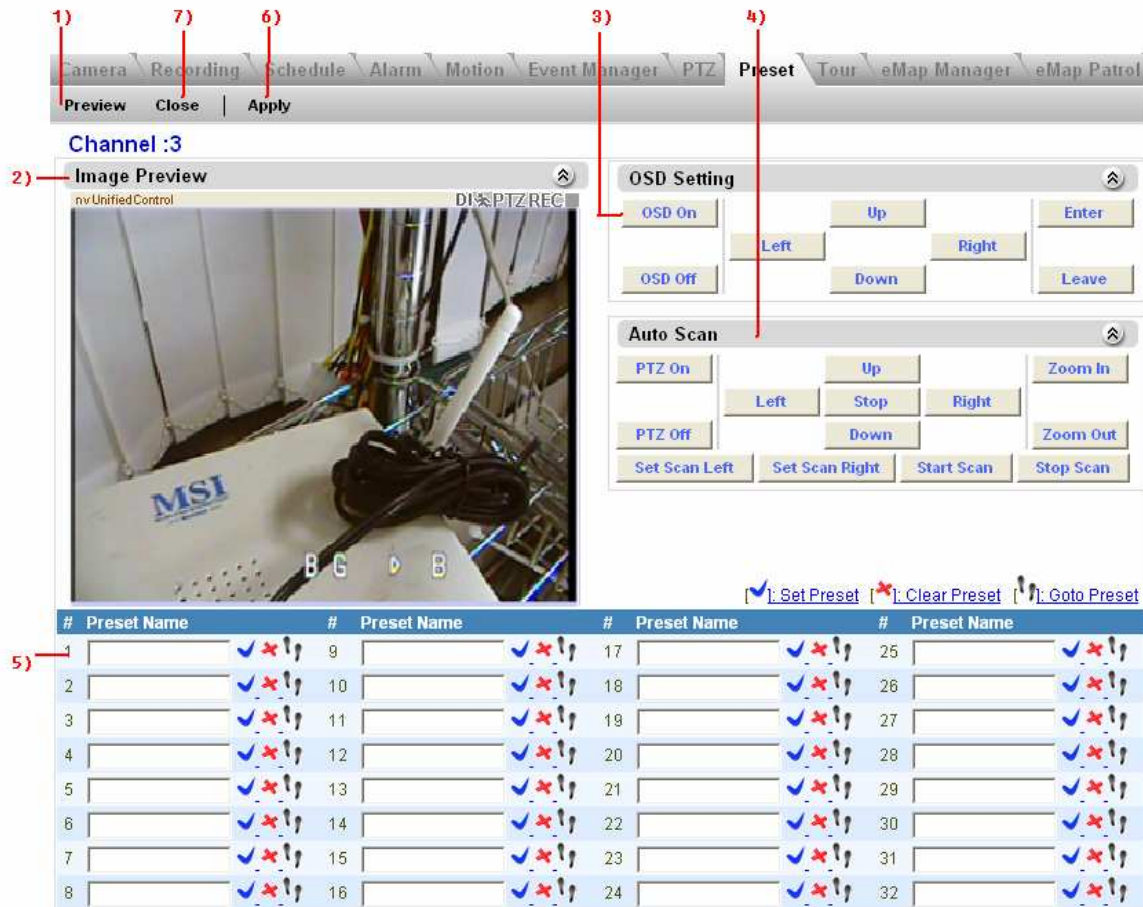 1) 7) 6) 3) 4)
Camera Recording Schedule Alarm Motion Event Manager PTZ Preset Tour eMap Manager eMap Patrol
Preview Close | Apply
Channel :3
2) Image Preview
nv UnifiedControl PTZ REC
MSI
B G D B
OSD Setting
OSD On Up Enter
Left Right
OSD Off Down Leave
Auto Scan
PTZ On Up Zoom In
Left Stop Right
PTZ Off Down Zoom Out
Set Scan Left Set Scan Right Start Scan Stop Scan
[ ]: Set Preset [ ]: Clear Preset [ ]: Goto Preset
# Preset Name # Preset Name # Preset Name # Preset Name
5) 1 9 17 25
2 10 18 26
3 11 19 27
4 12 20 28
5 13 21 29
6 14 22 30
7 15 23 31
8 16 24 32